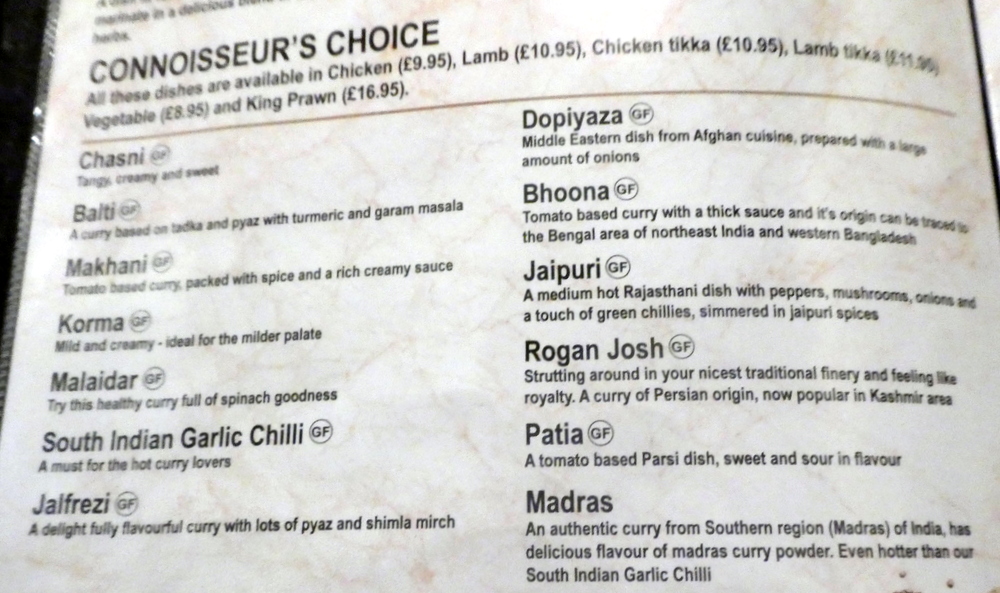 marinate in a delicious
herbs.
CONNOISSEUR'S CHOICE
All these dishes are available in Chicken (£9.95), Lamb (£10.95), Chicken tikka (£10.95), Lamb tikka
Vegetable (£8.95) and King Prawn (£16.95).
Chasni GF
Tangy, creamy and sweet
Balti GF
A curry based on tadka and pyaz with turmeric and garam masala
Makhani GF
Tomato based curry, packed with spice and a rich creamy sauce
Korma GF
Mild and creamy - ideal for the milder palate
Malaidar GF
Try this healthy curry full of spinach goodness
South Indian Garlic Chilli GF
A must for the hot curry lovers
Jalfrezi GF
A delight fully flavourful curry with lots of pyaz and shimla mirch
Dopiyaza GF
Middle Eastern dish from Afghan cuisine, prepared with a large
amount of onions
Bhoona GF
Tomato based curry with a thick sauce and it's origin can be traced to
the Bengal area of northeast India and western Bangladesh
Jaipuri GF
A medium hot Rajasthani dish with peppers, mushrooms, onions and
a touch of green chillies, simmered in jaipuri spices
Rogan Josh GF
Strutting around in your nicest traditional finery and feeling like
royalty. A curry of Persian origin, now popular in Kashmir area
Patia GF
A tomato based Parsi dish, sweet and sour in flavour
Madras
An authentic curry from Southern region (Madras) of India, has
delicious flavour of madras curry powder. Even hotter than our
South Indian Garlic Chilli